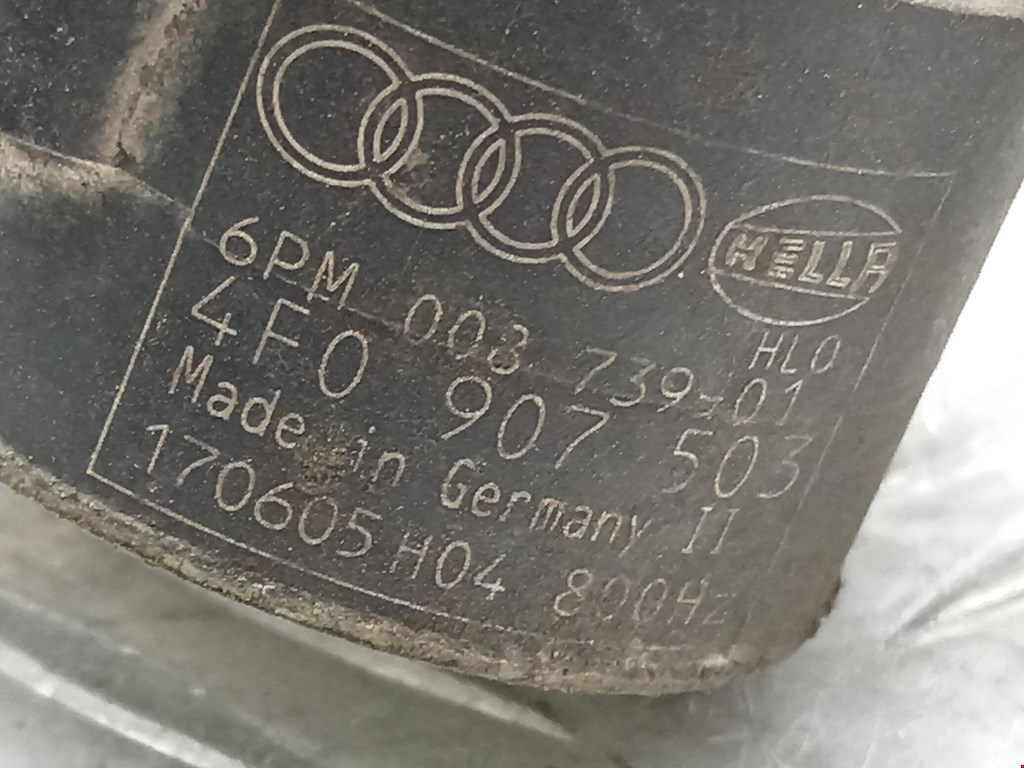 HELLA
HLO
6PM 008 739-01
4F0 907 503
Made in Germany II
170605 H04 800Hz